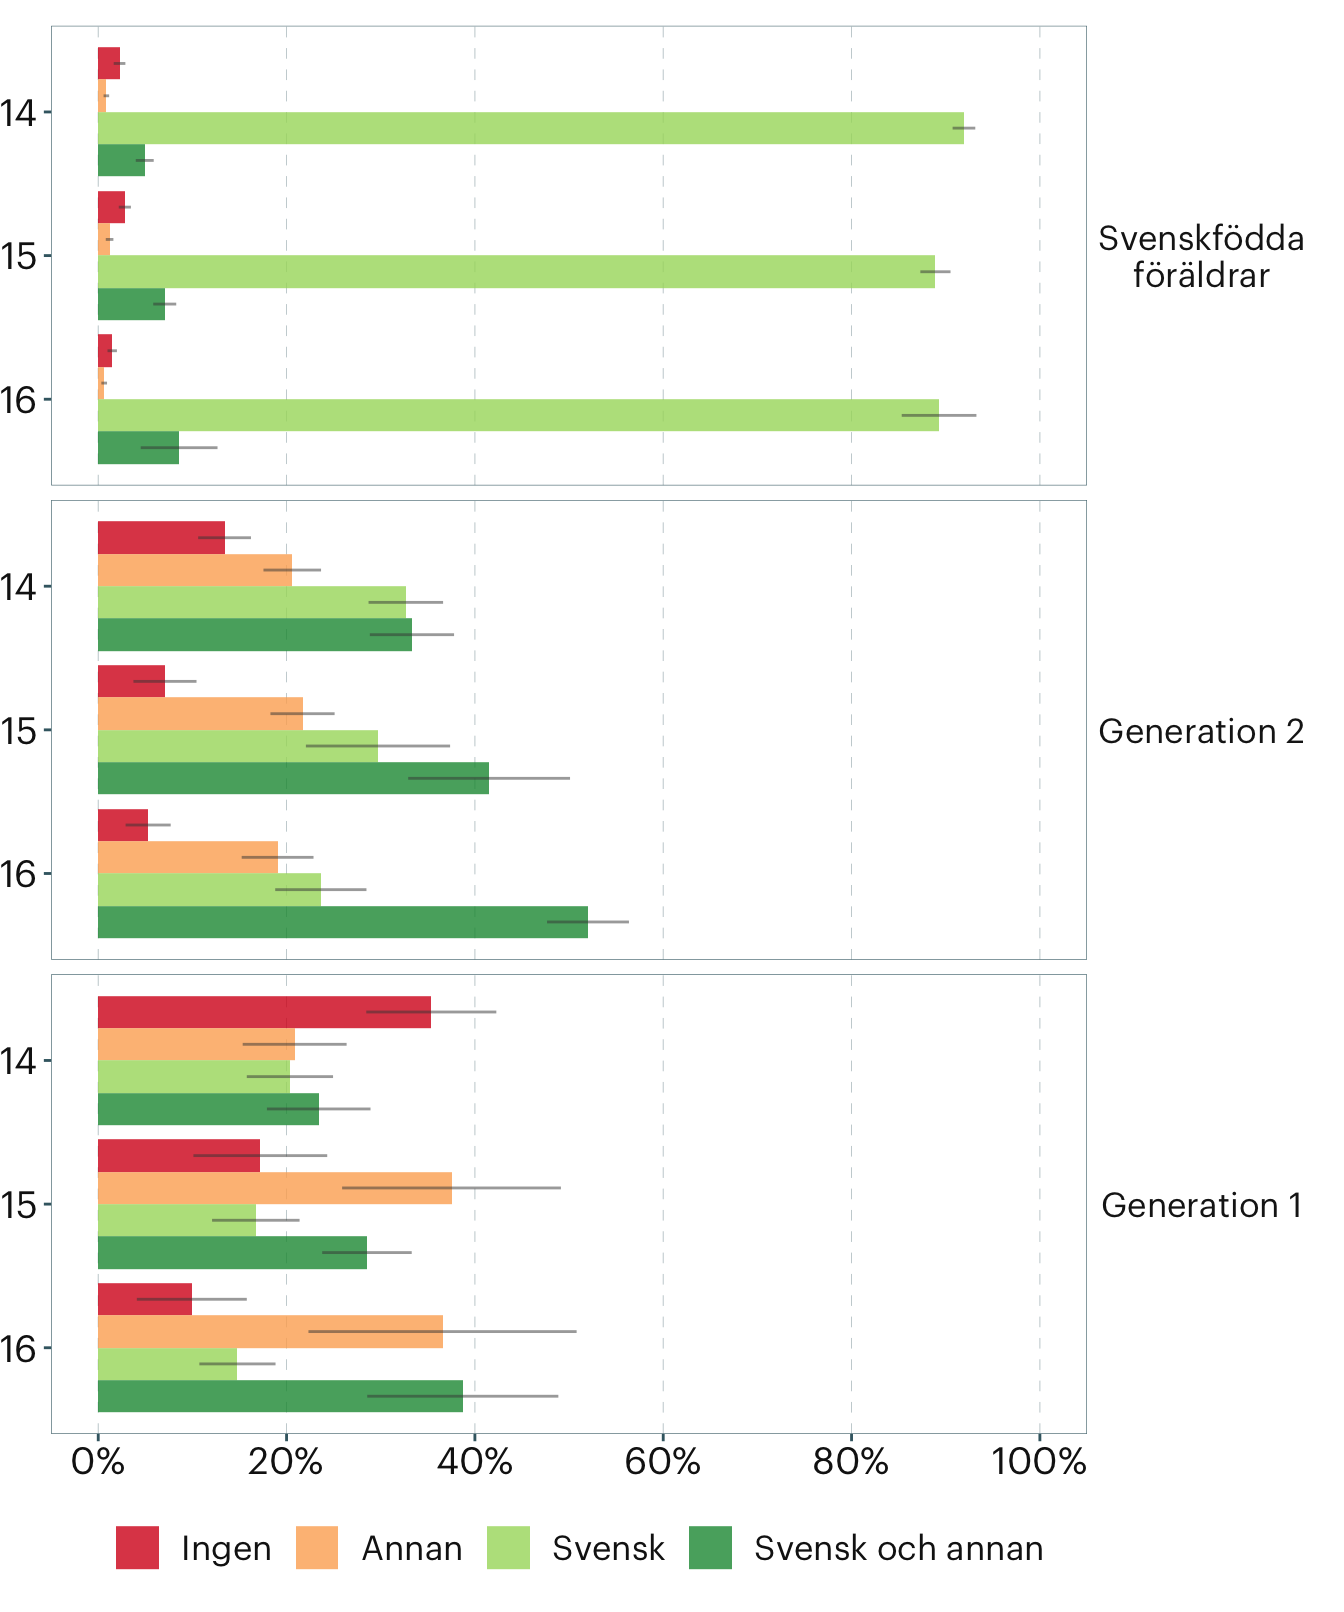 14
15
16
Svenskfödda
föräldrar
14
15
16
Generation 2
14
15
16
Generation 1
0% 20% 40% 60% 80% 100%
Ingen Annan Svensk Svensk och annan